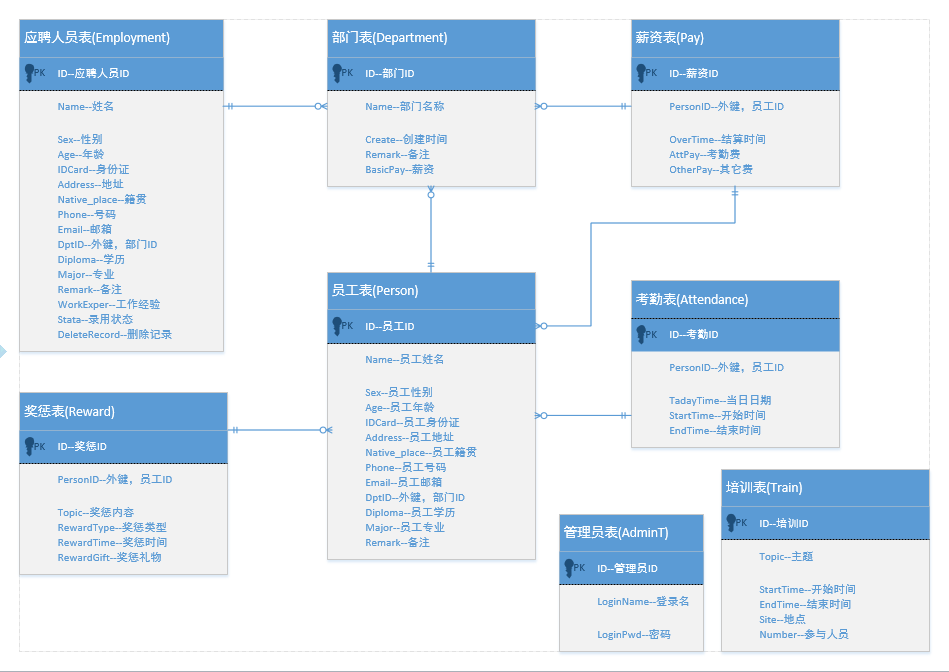 应聘人员表(Employment)
PK ID--应聘人员ID
Name--姓名
Sex--性别
Age--年龄
IDCard--身份证
Address--地址
Native_place--籍贯
Phone--号码
Email--邮箱
DptID--外键，部门ID
Diploma--学历
Major--专业
Remark--备注
WorkExper--工作经验
Stata--录用状态
DeleteRecord--删除记录
部门表(Department)
PK ID--部门ID
Name--部门名称
Create--创建时间
Remark--备注
BasicPay--薪资
薪资表(Pay)
PK ID--薪资ID
PersonID--外键，员工ID
OverTime--结算时间
AttPay--考勤费
OtherPay--其它费
员工表(Person)
PK ID--员工ID
Name--员工姓名
Sex--员工性别
Age--员工年龄
IDCard--员工身份证
Address--员工地址
Native_place--员工籍贯
Phone--员工号码
Email--员工邮箱
DptID--外键，部门ID
Diploma--员工学历
Major--员工专业
Remark--备注
考勤表(Attendance)
PK ID--考勤ID
PersonID--外键，员工ID
TadayTime--当日日期
StartTime--开始时间
EndTime--结束时间
奖惩表(Reward)
PK ID--奖惩ID
PersonID--外键，员工ID
Topic--奖惩内容
RewardType--奖惩类型
RewardTime--奖惩时间
RewardGift--奖惩礼物
管理员表(AdminT)
PK ID--管理员ID
LoginName--登录名
LoginPwd--密码
培训表(Train)
PK ID--培训ID
Topic--主题
StartTime--开始时间
EndTime--结束时间
Site--地点
Number--参与人员